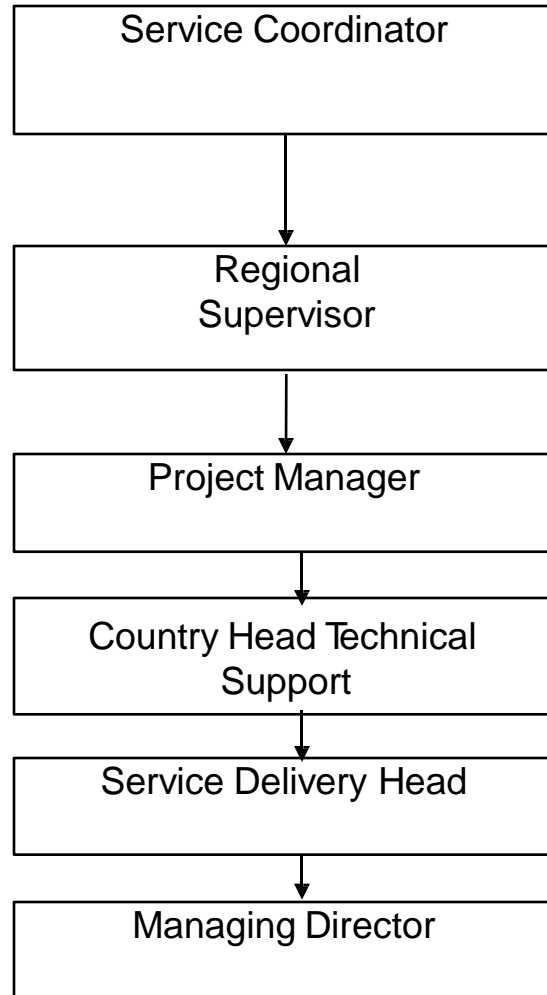 Service Coordinator
Regional
Supervisor
Project Manager
Country Head Technical
Support
Service Delivery Head
Managing Director